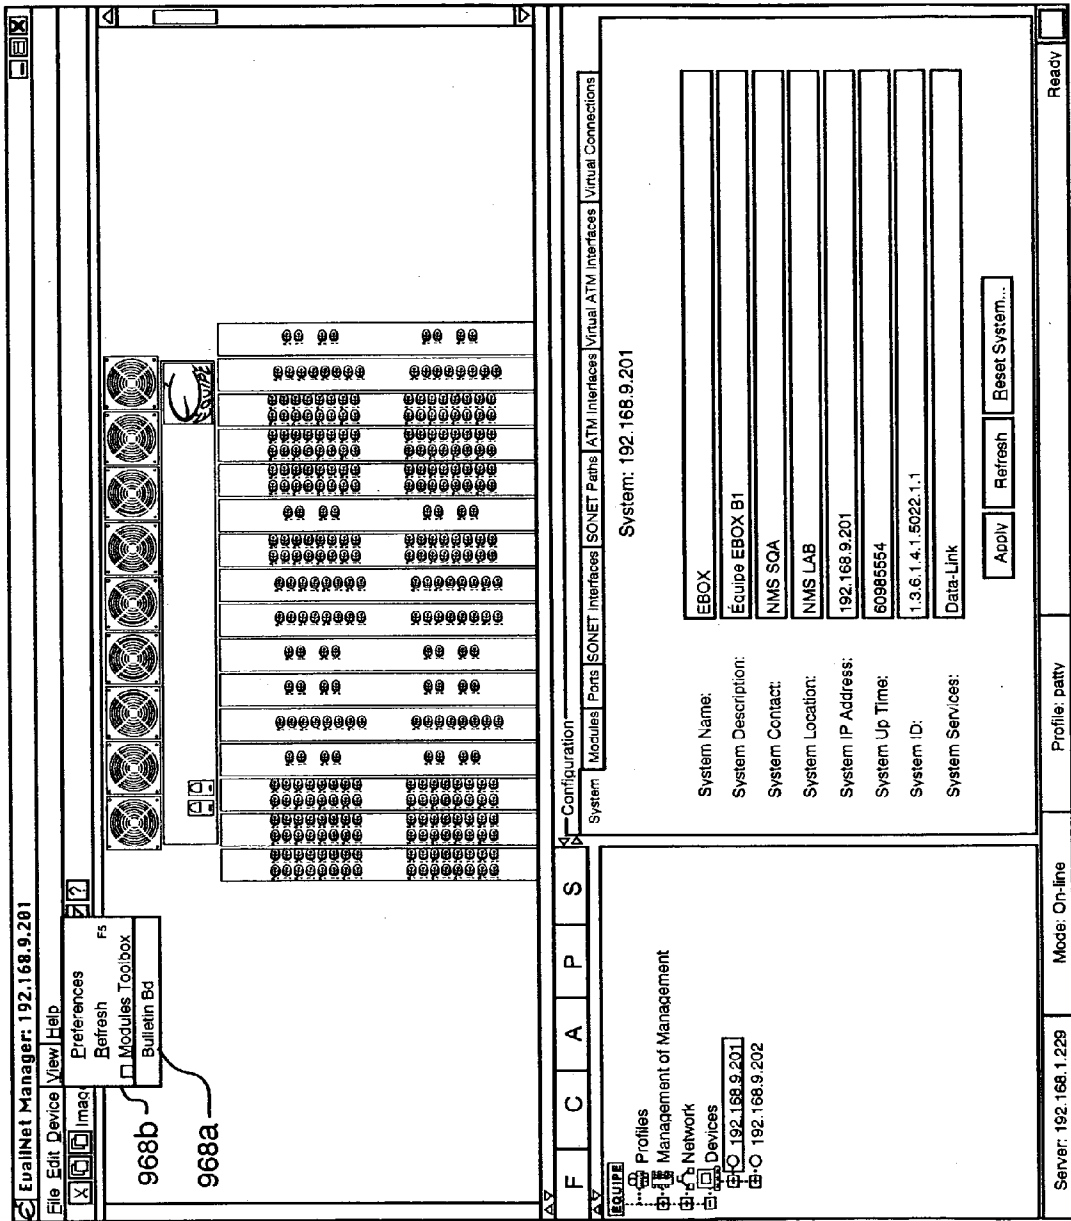 EualiNet Manager: 192.168.9.201
File Edit Device View Help
Preferences
Refresh F5
Modules Toolbox
Bulletin Bd
968b
968a
F C A P S
EQUIPE
Profiles
Management of Management
Network
Devices
192.168.9.201
192.168.9.202
Configuration
System Modules Ports SONET Interfaces SONET Paths ATM Interfaces Virtual ATM Interfaces Virtual Connections
System: 192.168.9.201
System Name: EBOX
System Description: Équipe EBOX B1
System Contact: NMS SQA
System Location: NMS LAB
System IP Address: 192.168.9.201
System Up Time: 60985554
System ID: 1.3.6.1.4.1.5022.1.1
System Services: Data-Link
Apply Refresh Reset System...
Server: 192.168.1.229 Mode: On-line Profile: patty Ready